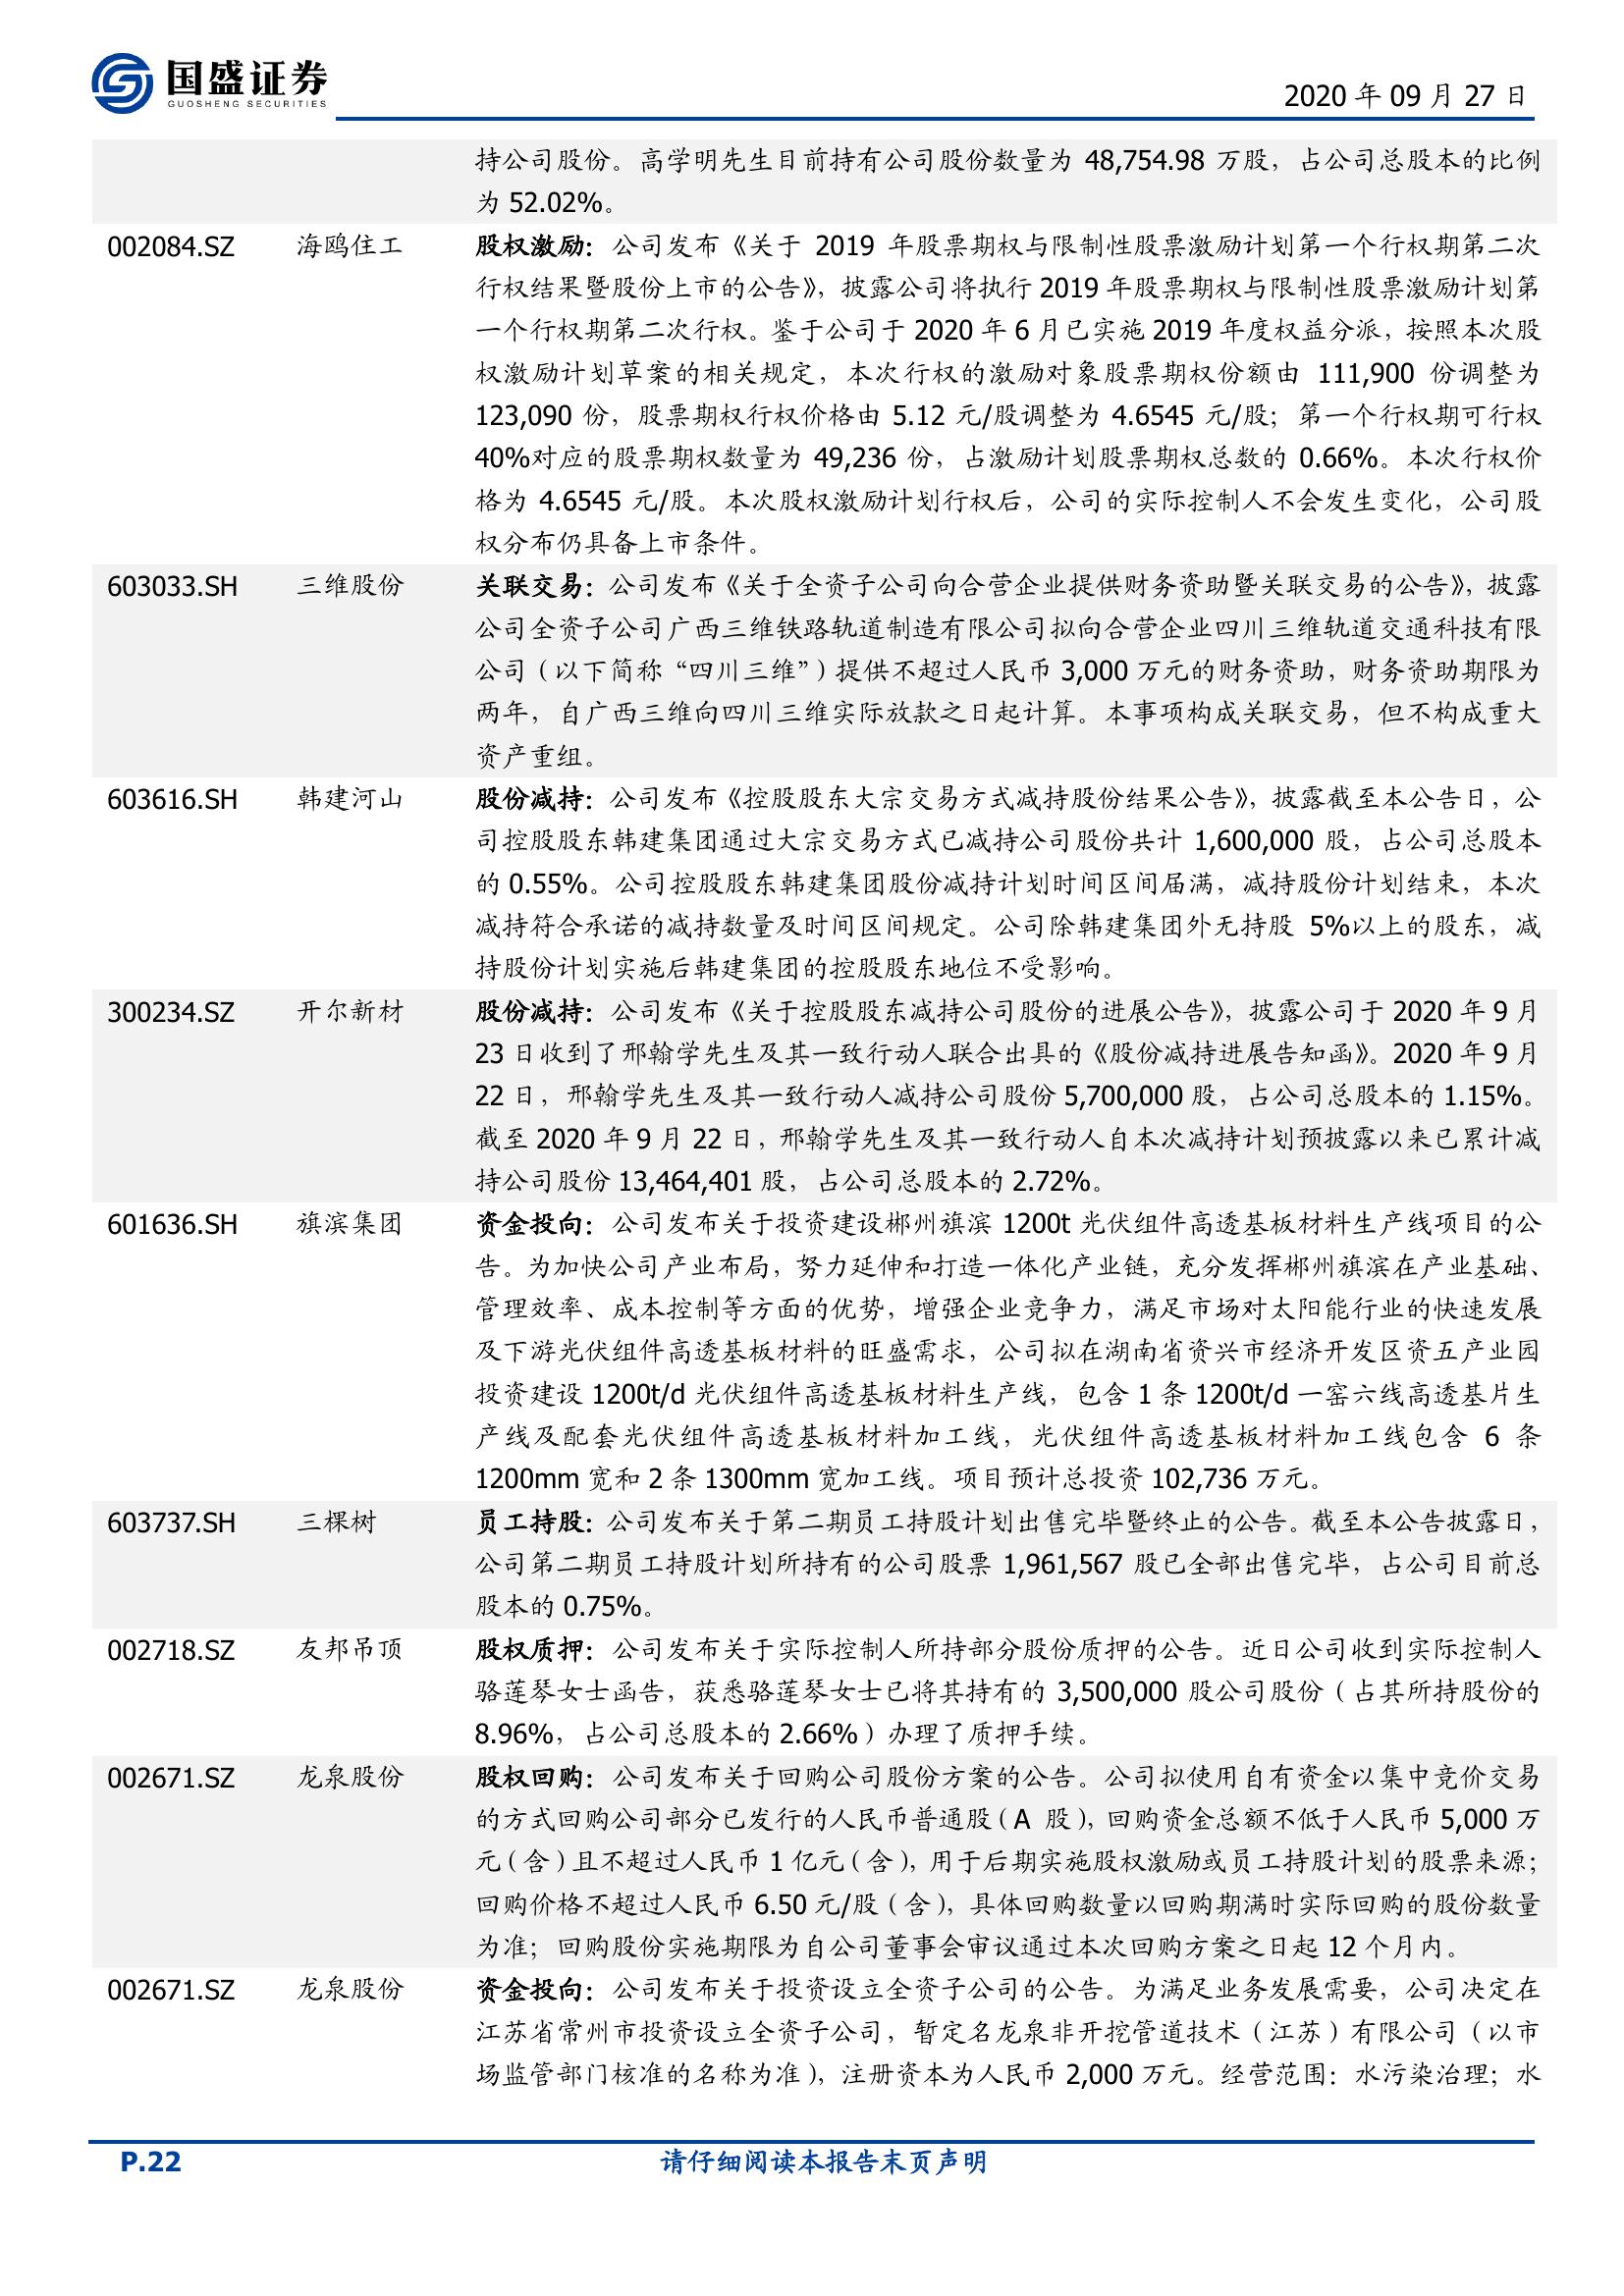 国盛证券
GUOSHENG SECURITIES
2020 年 09 月 27 日
持公司股份。高学明先生目前持有公司股份数量为 48,754.98 万股，占公司总股本的比例
为 52.02%。
002084.SZ 海鸥住工 股权激励：公司发布《关于 2019 年股票期权与限制性股票激励计划第一个行权期第二次
行权结果暨股份上市的公告》，披露公司将执行 2019 年股票期权与限制性股票激励计划第
一个行权期第二次行权。鉴于公司于 2020 年 6 月已实施 2019 年度权益分派，按照本次股
权激励计划草案的相关规定，本次行权的激励对象股票期权份额由 111,900 份调整为
123,090 份，股票期权行权价格由 5.12 元/股调整为 4.6545 元/股；第一个行权期可行权
40%对应的股票期权数量为 49,236 份，占激励计划股票期权总数的 0.66%。本次行权价
格为 4.6545 元/股。本次股权激励计划行权后，公司的实际控制人不会发生变化，公司股
权分布仍具备上市条件。
603033.SH 三维股份 关联交易：公司发布《关于全资子公司向合营企业提供财务资助暨关联交易的公告》，披露
公司全资子公司广西三维铁路轨道制造有限公司拟向合营企业四川三维轨道交通科技有限
公司（以下简称“四川三维”）提供不超过人民币 3,000 万元的财务资助，财务资助期限为
两年，自广西三维向四川三维实际放款之日起计算。本事项构成关联交易，但不构成重大
资产重组。
603616.SH 韩建河山 股份减持：公司发布《控股股东大宗交易方式减持股份结果公告》，披露截至本公告日，公
司控股股东韩建集团通过大宗交易方式已减持公司股份共计 1,600,000 股，占公司总股本
的 0.55%。公司控股股东韩建集团股份减持计划时间区间届满，减持股份计划结束，本次
减持符合承诺的减持数量及时间区间规定。公司除韩建集团外无持股 5%以上的股东，减
持股份计划实施后韩建集团的控股股东地位不受影响。
300234.SZ 开尔新材 股份减持：公司发布《关于控股股东减持公司股份的进展公告》，披露公司于 2020 年 9 月
23 日收到了邢翰学先生及其一致行动人联合出具的《股份减持进展告知函》。2020 年 9 月
22 日，邢翰学先生及其一致行动人减持公司股份 5,700,000 股，占公司总股本的 1.15%。
截至 2020 年 9 月 22 日，邢翰学先生及其一致行动人自本次减持计划预披露以来已累计减
持公司股份 13,464,401 股，占公司总股本的 2.72%。
601636.SH 旗滨集团 资金投向：公司发布关于投资建设郴州旗滨 1200t 光伏组件高透基板材料生产线项目的公
告。为加快公司产业布局，努力延伸和打造一体化产业链，充分发挥郴州旗滨在产业基础、
管理效率、成本控制等方面的优势，增强企业竞争力，满足市场对太阳能行业的快速发展
及下游光伏组件高透基板材料的旺盛需求，公司拟在湖南省资兴市经济开发区资五产业园
投资建设 1200t/d 光伏组件高透基板材料生产线，包含 1 条 1200t/d 一窑六线高透基片生
产线及配套光伏组件高透基板材料加工线，光伏组件高透基板材料加工线包含 6 条
1200mm 宽和 2 条 1300mm 宽加工线。项目预计总投资 102,736 万元。
603737.SH 三棵树 员工持股：公司发布关于第二期员工持股计划出售完毕暨终止的公告。截至本公告披露日，
公司第二期员工持股计划所持有的公司股票 1,961,567 股已全部出售完毕，占公司目前总
股本的 0.75%。
002718.SZ 友邦吊顶 股权质押：公司发布关于实际控制人所持部分股份质押的公告。近日公司收到实际控制人
骆莲琴女士函告，获悉骆莲琴女士已将其持有的 3,500,000 股公司股份（占其所持股份的
8.96%，占公司总股本的 2.66%）办理了质押手续。
002671.SZ 龙泉股份 股权回购：公司发布关于回购公司股份方案的公告。公司拟使用自有资金以集中竞价交易
的方式回购公司部分已发行的人民币普通股（A 股），回购资金总额不低于人民币 5,000 万
元（含）且不超过人民币 1 亿元（含），用于后期实施股权激励或员工持股计划的股票来源；
回购价格不超过人民币 6.50 元/股（含），具体回购数量以回购期满时实际回购的股份数量
为准；回购股份实施期限为自公司董事会审议通过本次回购方案之日起 12 个月内。
002671.SZ 龙泉股份 资金投向：公司发布关于投资设立全资子公司的公告。为满足业务发展需要，公司决定在
江苏省常州市投资设立全资子公司，暂定名龙泉非开挖管道技术（江苏）有限公司（以市
场监管部门核准的名称为准），注册资本为人民币 2,000 万元。经营范围：水污染治理；水
P.22 请仔细阅读本报告末页声明